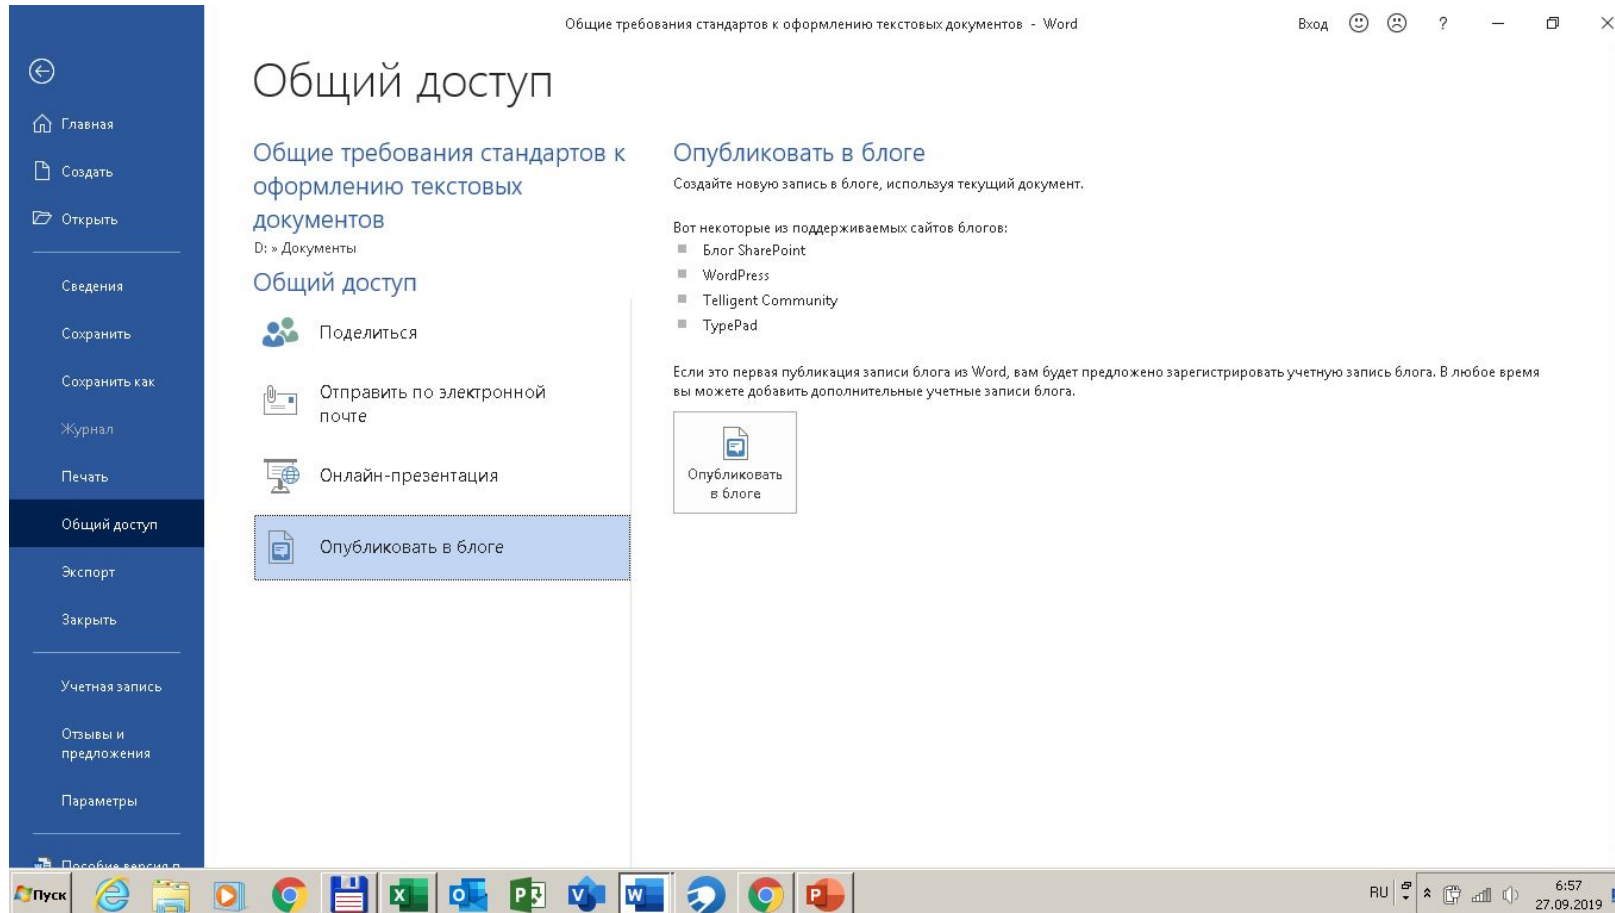 Общие требования стандартов к оформлению текстовых документов - Word
Вход
?
Общий доступ
Главная
Создать
Открыть
Сведения
Сохранить
Сохранить как
Журнал
Печать
Общий доступ
Экспорт
Закрыть
Учетная запись
Отзывы и
предложения
Параметры
Пособие версия п
Общие требования стандартов к
оформлению текстовых
документов
D: » Документы
Общий доступ
Поделиться
Отправить по электронной
почте
Онлайн-презентация
Опубликовать в блоге
Опубликовать в блоге
Создайте новую запись в блоге, используя текущий документ.
Вот некоторые из поддерживаемых сайтов блогов:
Блог SharePoint
WordPress
Telligent Community
TypePad
Если это первая публикация записи блога из Word, вам будет предложено зарегистрировать учетную запись блога. В любое время
вы можете добавить дополнительные учетные записи блога.
Опубликовать
в блоге
Пуск
RU
6:57
27.09.2019